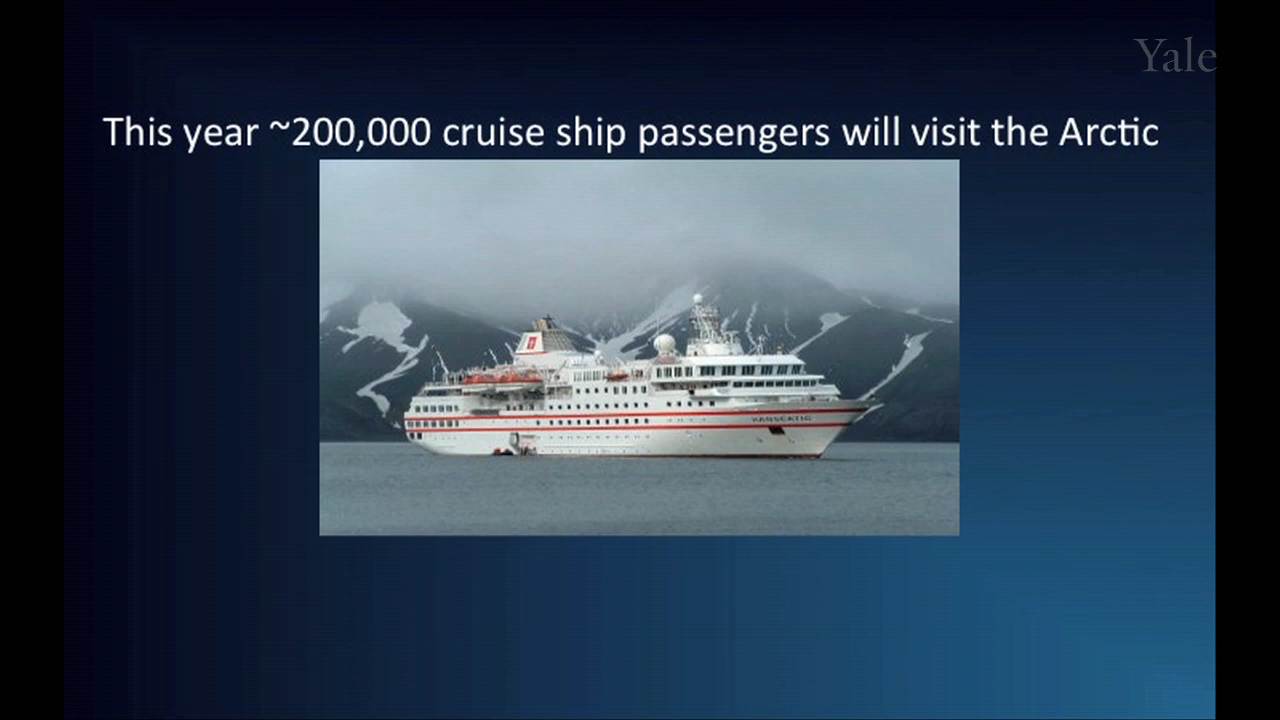 Yale
This year ~200,000 cruise ship passengers will visit the Arctic
HANSEATIC